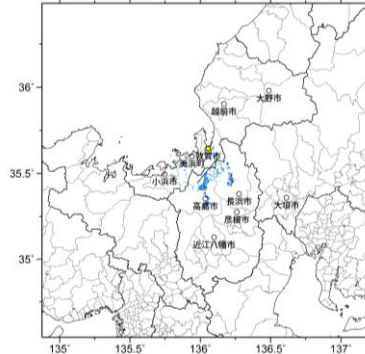 36°
35.5°
35°
大野市
越前市
敦賀市
美浜町
小浜市
高島市
長浜市
彦根市
大垣市
近江八幡市
135° 135.5° 136° 136.5° 137°